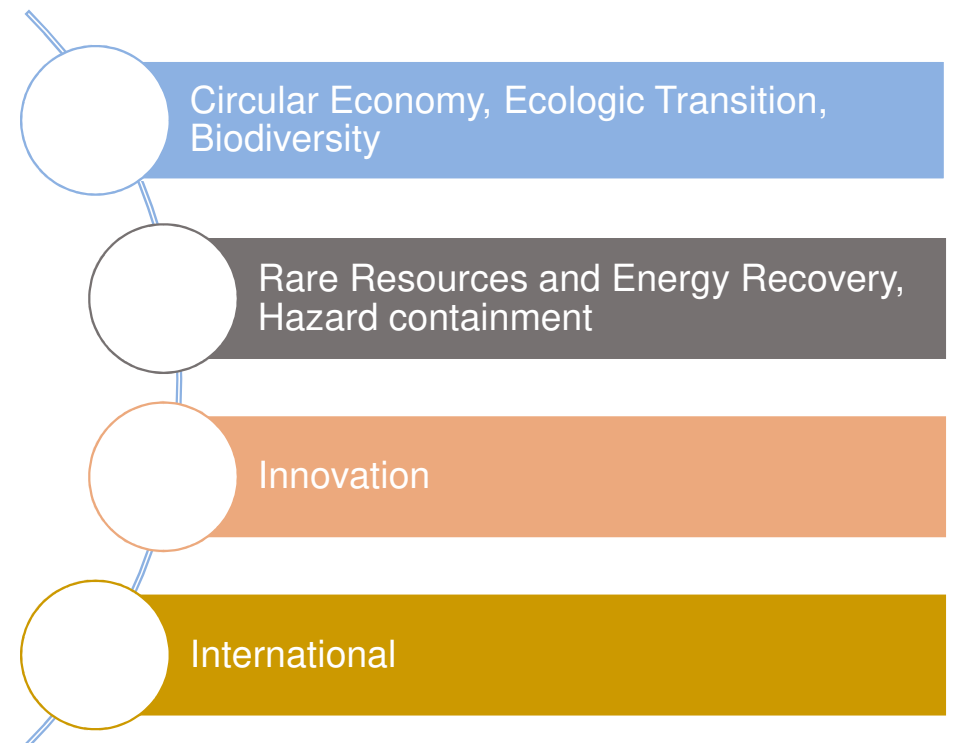 Circular Economy, Ecologic Transition,
Biodiversity
Rare Resources and Energy Recovery,
Hazard containment
Innovation
International